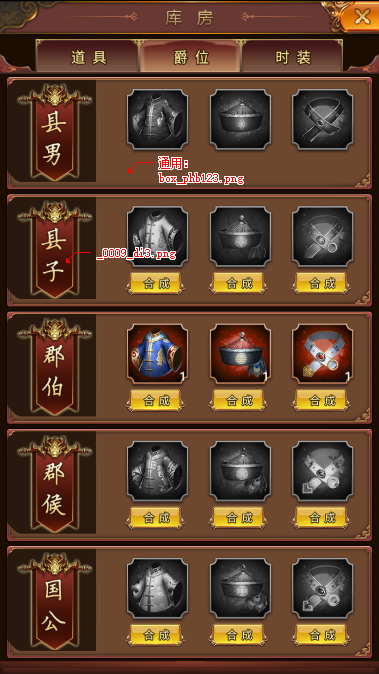 库房
道具 爵位 时装
县男
通用:
box_phb123.png
县子
_0009_di3.png
合成 合成 合成
郡伯
1 1 1
合成 合成 合成
郡候
合成 合成 合成
国公
合成 合成 合成